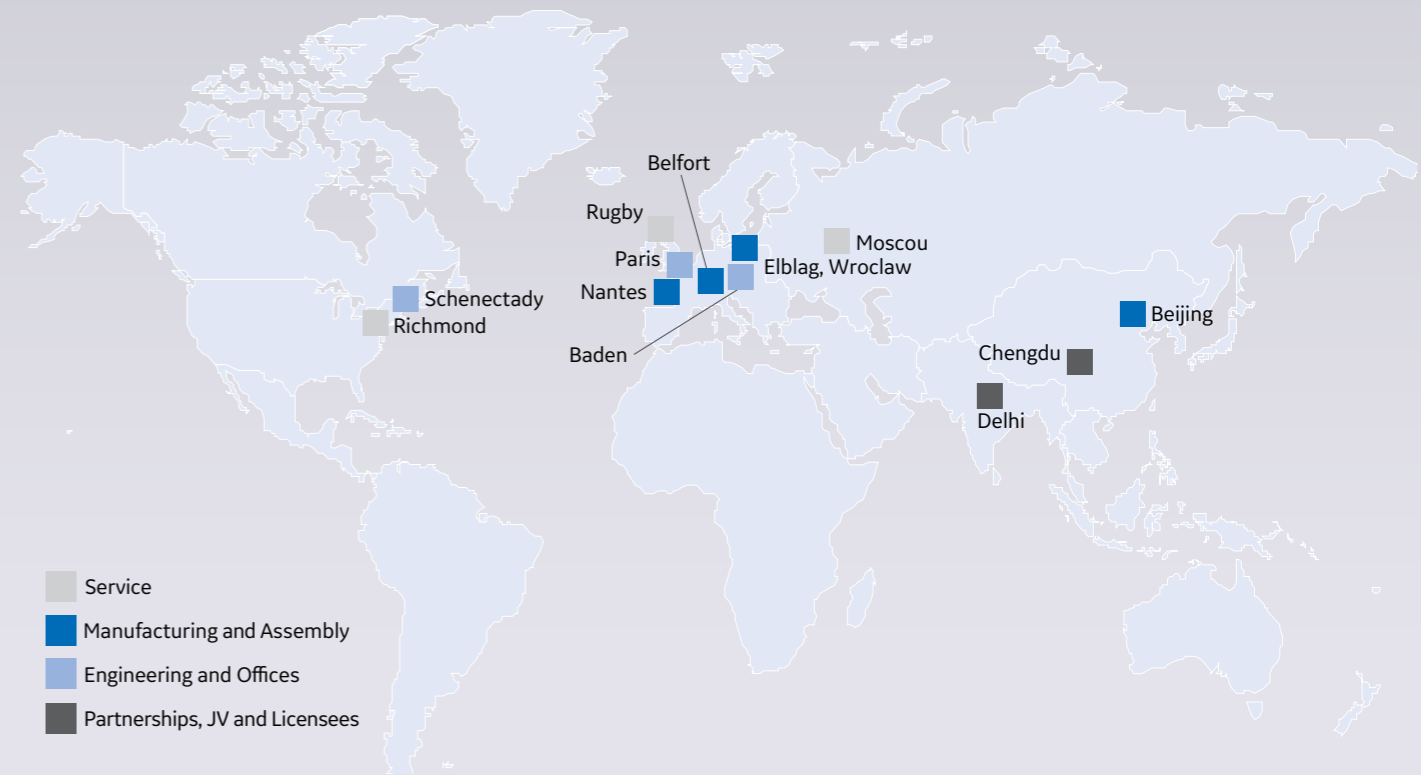 Belfort
Rugby
Moscou
Paris
Elblag, Wroclaw
Nantes
Schenectady
Richmond
Beijing
Baden
Chengdu
Delhi
Service
Manufacturing and Assembly
Engineering and Offices
Partnerships, JV and Licensees